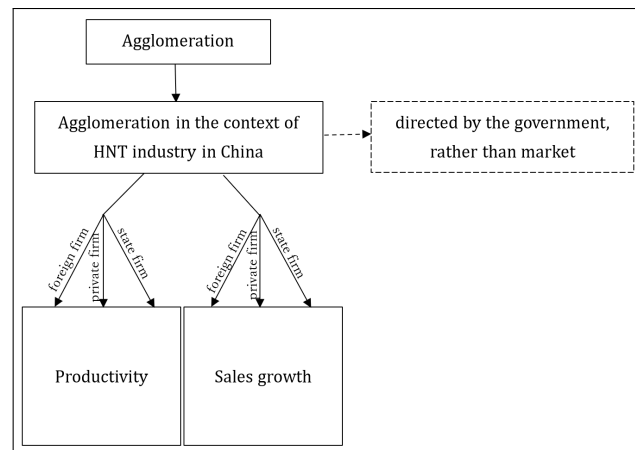 Agglomeration
Agglomeration in the context of
HNT industry in China
directed by the government,
rather than market
foreign firm
private firm
state firm
foreign firm
private firm
state firm
Productivity
Sales growth